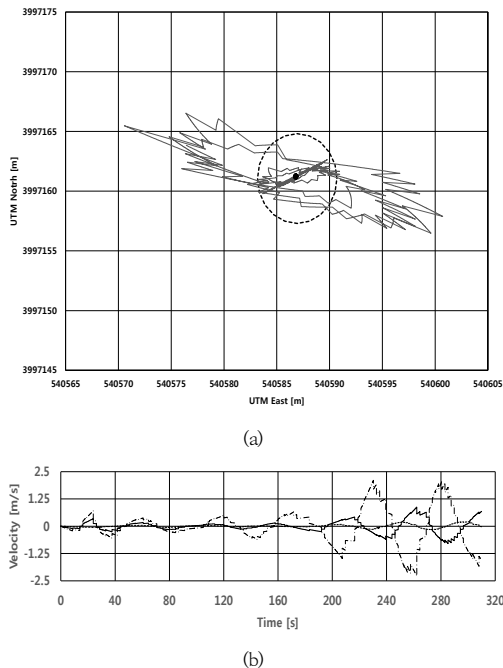 3997175
3997170
3997165
3997160
3997155
3997150
3997145
UTM Notrh [m]
540565 540570 540575 540580 540585 540590 540595 540600 540605
UTM East [m]
(a)
2.5
1.25
0
-1.25
-2.5
Velocity [m/s]
0 40 80 120 160 200 240 280 320
Time [s]
(b)